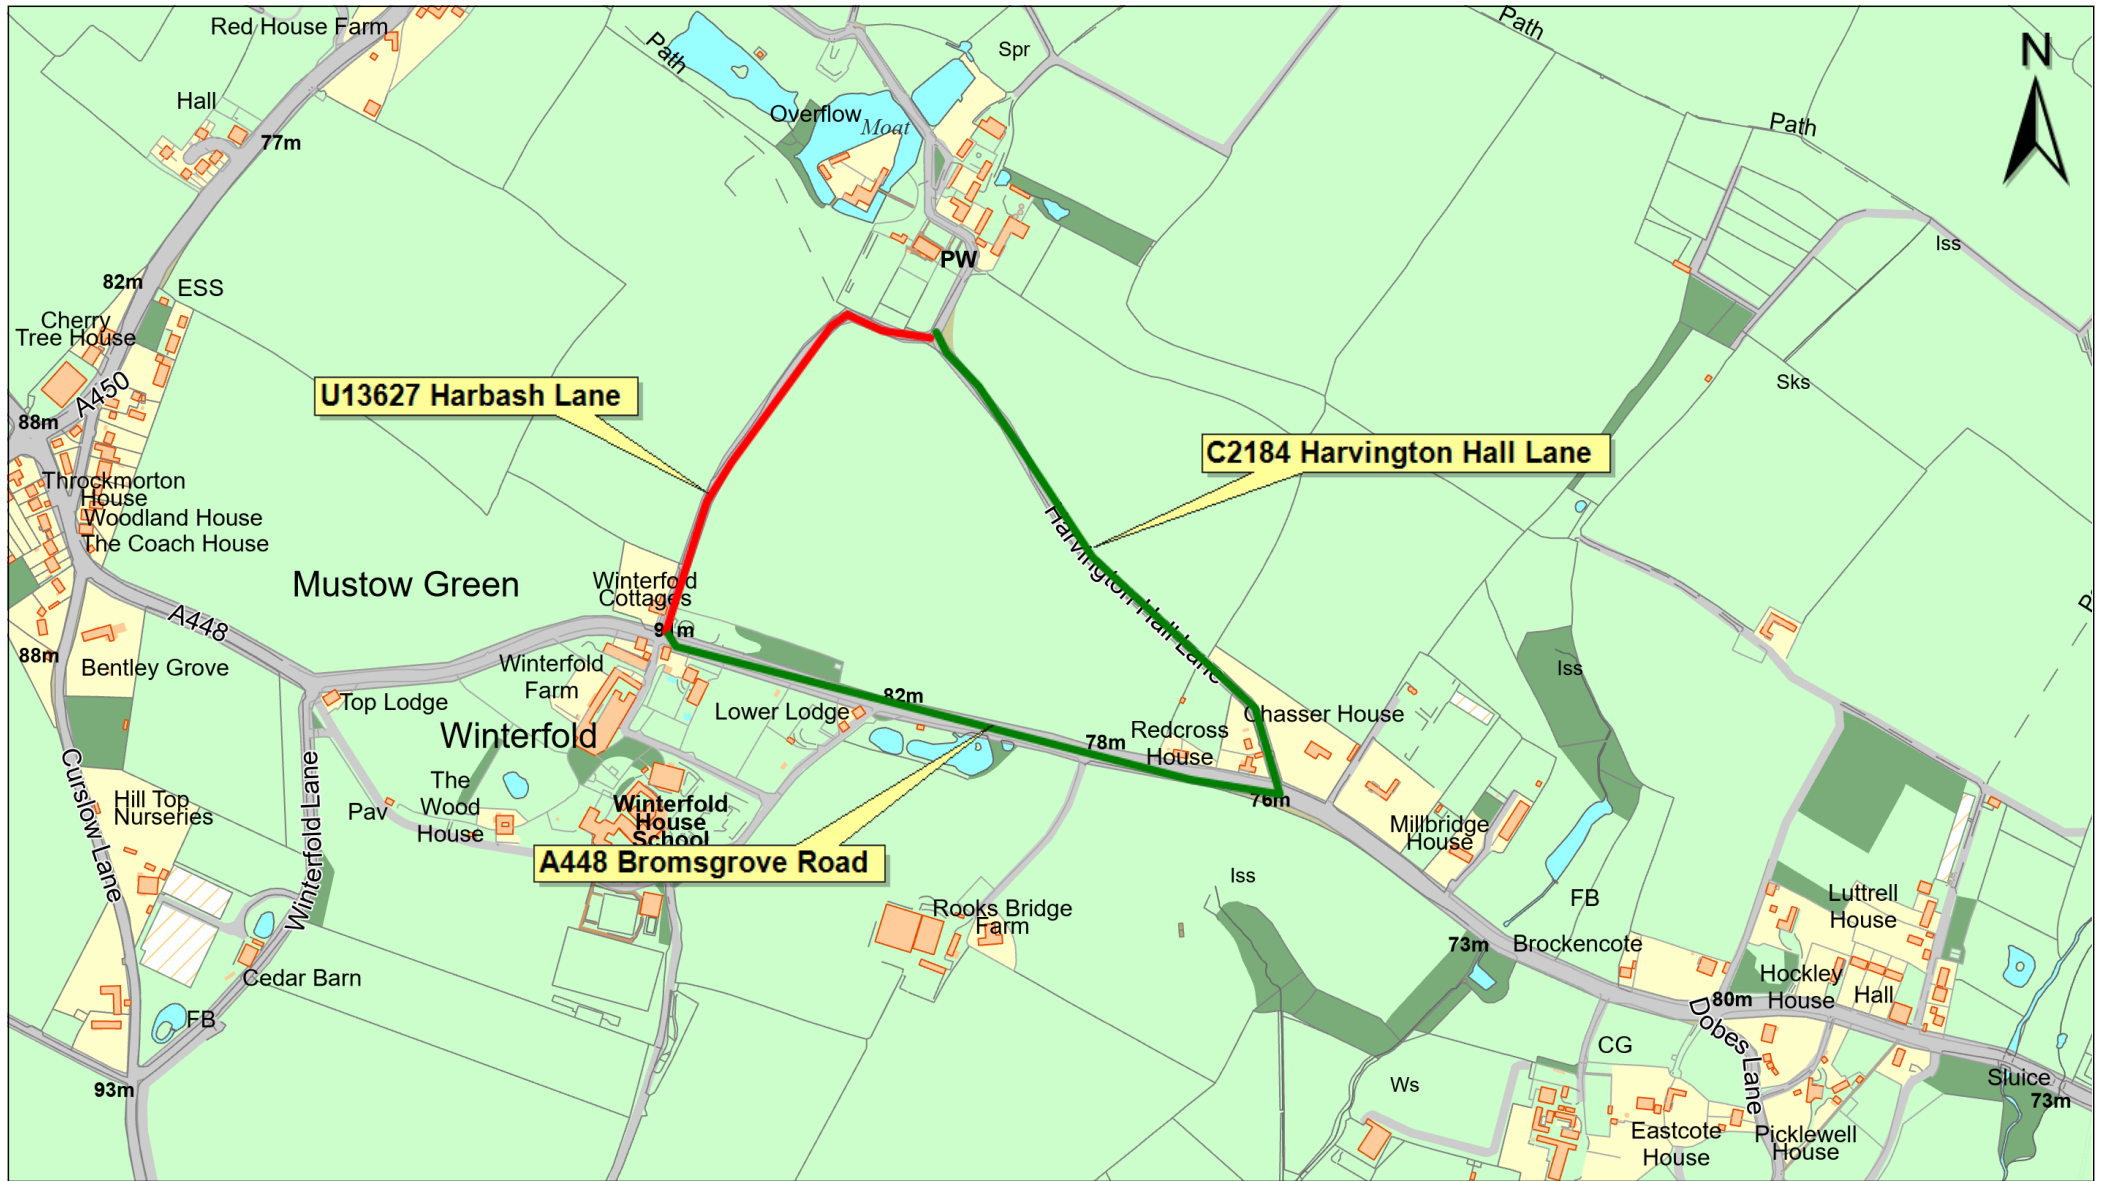 Red House Farm
Path
Spr
Path
N
Hall
Overflow
Moat
Path
77m
PW
Iss
82m
ESS
Cherry
Tree House
A450
88m
U13627 Harbash Lane
Sks
C2184 Harvington Hall Lane
Throckmorton
House
Woodland House
The Coach House
Harvington Hall Lane
Mustow Green
Winterfold
Cottages
A448
88m
Bentley Grove
Winterfold
Farm
Iss
Top Lodge
Lower Lodge
82m
Chasser House
Winterfold
78m
Redcross
House
Curslow Lane
Winterfold Lane
The
Wood
House
Pav
Hill Top
Nurseries
Winterfold
House
School
76m
Millbridge
House
A448 Bromsgrove Road
Iss
FB
Luttrell
House
Rooks Bridge
Farm
73m
Brockencote
Cedar Barn
Hockley
House
Hall
80m
Dobes Lane
FB
CG
93m
Ws
Sluice
73m
Eastcote
House
Picklewell
House